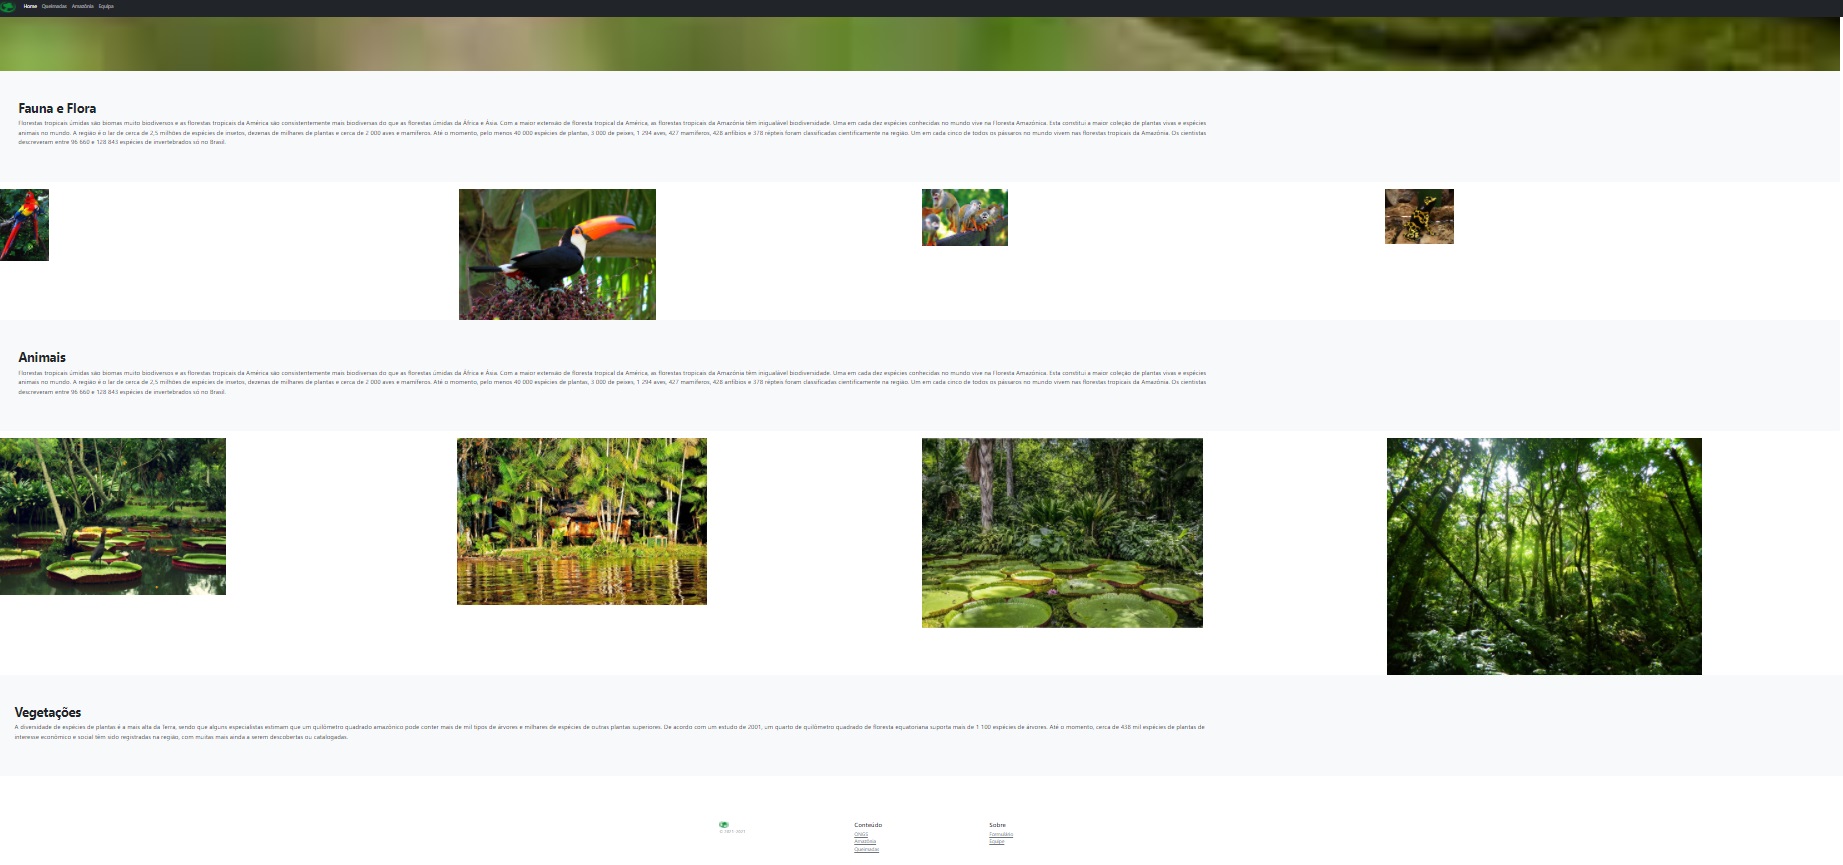 Home Queimadas Amazônia Equipa
Fauna e Flora
Florestas tropicais úmidas são biomas muito biodiversos e as florestas tropicais da América são consistentemente mais biodiversas do que as florestas úmidas da África e Ásia. Com a maior extensão de floresta tropical da América, as florestas tropicais da Amazônia têm inigualável biodiversidade. Uma em cada dez espécies conhecidas no mundo vive na Floresta Amazônica. Esta constitui a maior coleção de plantas vivas e espécies
animais no mundo. A região é o lar de cerca de 2,5 milhões de espécies de insetos, dezenas de milhares de plantas e cerca de 2 000 aves e mamíferos. Até o momento, pelo menos 40 000 espécies de plantas, 3 000 de peixes, 1 294 aves, 427 mamíferos, 428 anfíbios e 378 répteis foram classificadas cientificamente na região. Um em cada cinco de todos os pássaros no mundo vivem nas florestas tropicais da Amazônia. Os cientistas
descreveram entre 96 660 e 128 843 espécies de invertebrados só no Brasil.
Animais
Florestas tropicais úmidas são biomas muito biodiversos e as florestas tropicais da América são consistentemente mais biodiversas do que as florestas úmidas da África e Ásia. Com a maior extensão de floresta tropical da América, as florestas tropicais da Amazônia têm inigualável biodiversidade. Uma em cada dez espécies conhecidas no mundo vive na Floresta Amazônica. Esta constitui a maior coleção de plantas vivas e espécies
animais no mundo. A região é o lar de cerca de 2,5 milhões de espécies de insetos, dezenas de milhares de plantas e cerca de 2 000 aves e mamíferos. Até o momento, pelo menos 40 000 espécies de plantas, 3 000 de peixes, 1 294 aves, 427 mamíferos, 428 anfíbios e 378 répteis foram classificadas cientificamente na região. Um em cada cinco de todos os pássaros no mundo vivem nas florestas tropicais da Amazônia. Os cientistas
descreveram entre 96 660 e 128 843 espécies de invertebrados só no Brasil.
Vegetações
A diversidade de espécies de plantas é a mais alta da Terra, sendo que alguns especialistas estimam que um quilômetro quadrado amazônico pode conter mais de mil tipos de árvores e milhares de espécies de outras plantas superiores. De acordo com um estudo de 2001, um quarto de quilômetro quadrado de floresta equatoriana suporta mais de 1 100 espécies de árvores. Até o momento, cerca de 438 mil espécies de plantas de
interesse econômico e social têm sido registradas na região, com muitas mais ainda a serem descobertas ou catalogadas.
© 2021-2021
Conteúdo
ONGS
Amazônia
Queimadas
Sobre
Formulário
Equipe